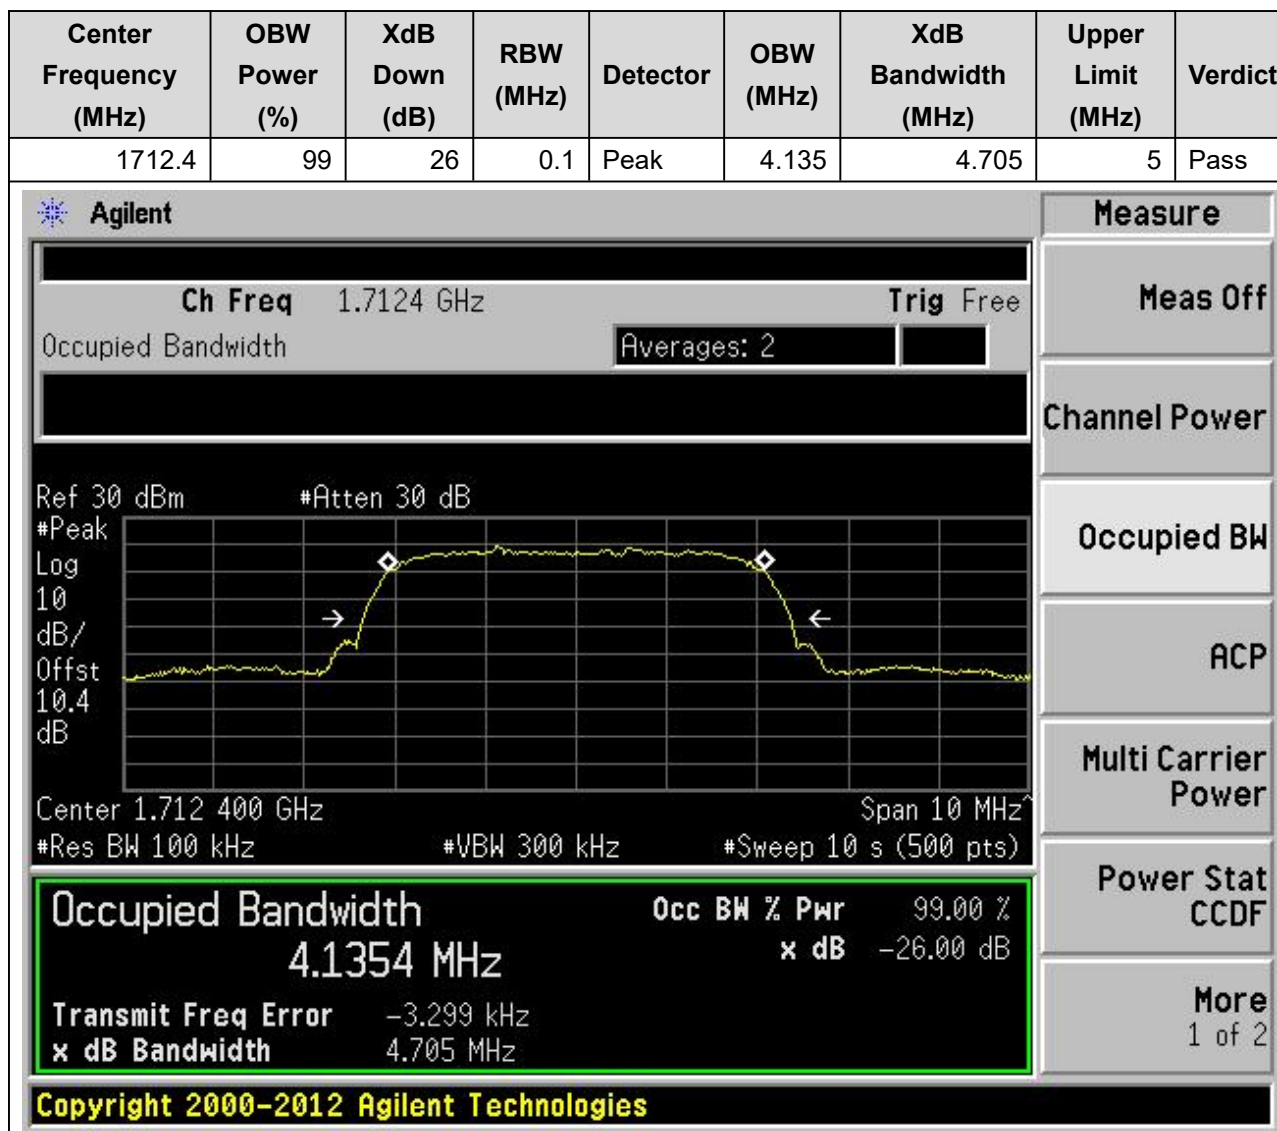 Center Frequency (MHz) OBW Power (%) XdB Down (dB) RBW (MHz) Detector OBW (MHz) XdB Bandwidth (MHz) Upper Limit (MHz) Verdict
1712.4 99 26 0.1 Peak 4.135 4.705 5 Pass
Agilent
Measure
Ch Freq 1.7124 GHz Trig Free
Meas Off
Occupied Bandwidth Averages: 2
Channel Power
Ref 30 dBm #Atten 30 dB
#Peak
Log
10
dB/
Offst
10.4
dB
Occupied BW
ACP
Multi Carrier
Power
Center 1.712 400 GHz Span 10 MHz^
#Res BW 100 kHz #VBW 300 kHz #Sweep 10 s (500 pts)
Occupied Bandwidth Occ BW % Pwr 99.00 %
4.1354 MHz x dB -26.00 dB
Transmit Freq Error -3.299 kHz
x dB Bandwidth 4.705 MHz
Power Stat
CCDF
More
1 of 2
Copyright 2000-2012 Agilent Technologies